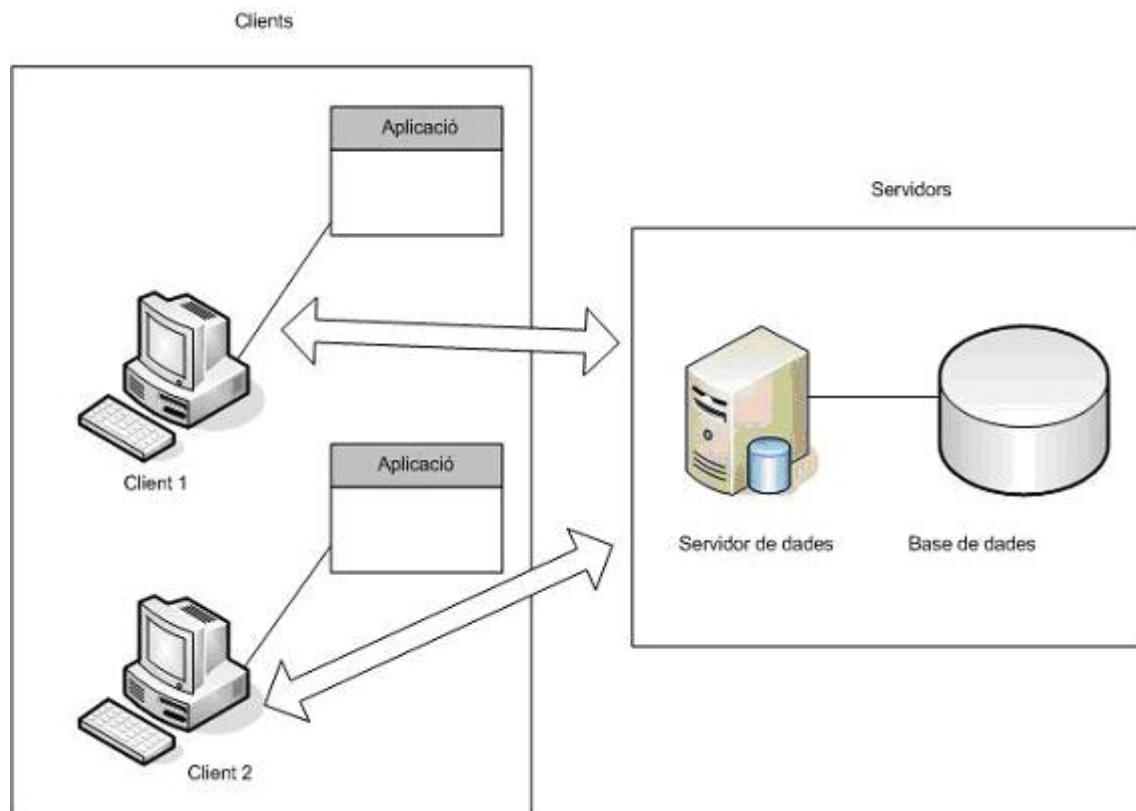 Clients
Aplicació
Servidors
Client 1
Aplicació
Servidor de dades
Base de dades
Client 2